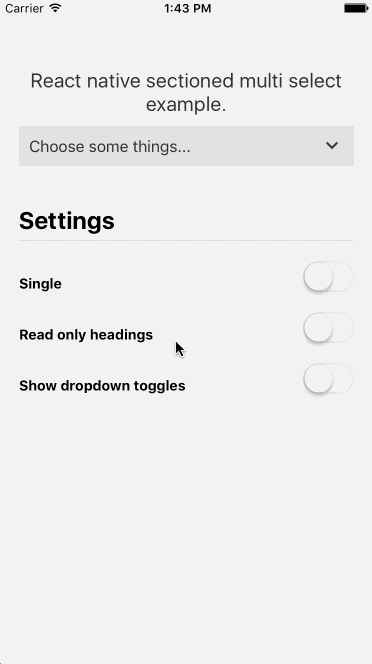 Carrier 1:43 PM
React native sectioned multi select
example.
Choose some things...
Settings
Single
Read only headings
Show dropdown toggles